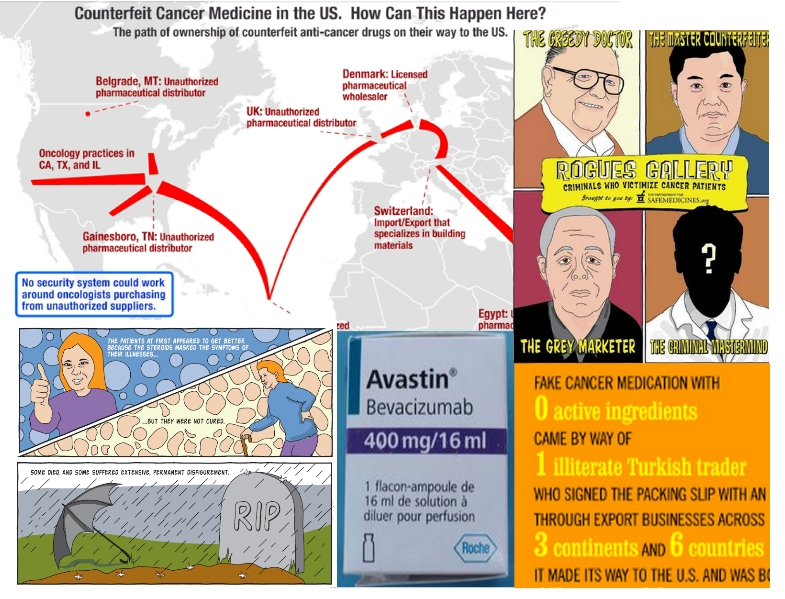 Counterfeit Cancer Medicine in the US. How Can This Happen Here?
The path of ownership of counterfeit anti-cancer drugs on their way to the US.
Belgrade, MT: Unauthorized
pharmaceutical distributor
Denmark: Licensed
pharmaceutical
wholesaler
UK: Unauthorized
pharmaceutical distributor
Oncology practices in
CA, TX, and IL
Gainesboro, TN: Unauthorized
pharmaceutical distributor
Switzerland:
Import/Export that
specializes in building
materials
No security system could work
around oncologists purchasing
from unauthorized suppliers.
zed
Egypt:
pharmac
THE GREEDY DOCTOR
THE MASTER COUNTERFEITER
ROGUES GALLERY
CRIMINALS WHO VICTIMIZE CANCER PATIENTS
Brought to you by: THE PARTNERSHIP FOR
SAFEMEDICINES.org
?
THE GREY MARKETER
THE CRIMINAL MASTERMIND
THE PATIENTS AT FIRST APPEARED TO GET BETTER
BECAUSE THE STEROIDS MASKED THE SYMPTOMS OF
THEIR ILLNESSES...
...BUT THEY WERE NOT CURED.
SOME DIED, AND SOME SUFFERED EXTENSIVE, PERMANENT DISFIGUREMENT.
RIP
Avastin®
Bevacizumab
400 mg/16 ml
1 flacon-ampoule de
16 ml de solution à
diluer pour perfusion
Roche
FAKE CANCER MEDICATION WITH
0 active ingredients
CAME BY WAY OF
1 illiterate Turkish trader
WHO SIGNED THE PACKING SLIP WITH AN
THROUGH EXPORT BUSINESSES ACROSS
3 continents AND 6 countries
IT MADE ITS WAY TO THE U.S. AND WAS BO